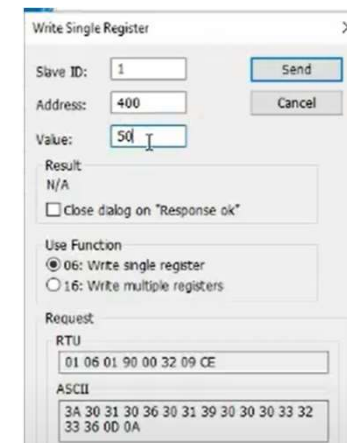 Write Single Register
Slave ID: 1
Send
Address: 400
Cancel
Value: 50
Result
N/A
Close dialog on "Response ok"
Use Function
06: Write single register
16: Write multiple registers
Request
RTU
01 06 01 90 00 32 09 CE
ASCII
3A 30 31 30 36 30 31 39 30 30 30 33 32
33 36 0D 0A